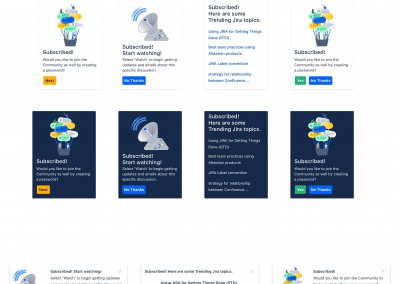 Subscribed!
Would you like to join the
Community as well by creating
a password?
Next
Subscribed!
Start watching!
Select 'Watch' to begin getting
updates and emails about this
specific discussion.
No Thanks
Subscribed!
Here are some
Trending Jira topics.
Using JIRA for Getting Things
Done (GTD)
Best team practices using
Atlassian products
JIRA Label convention
strategy for relationship
between Confluence ...
Subscribed!
Would you like to join the
Community as well by creating
a password?
Yes
No Thanks
Subscribed!
Would you like to join the
Community as well by creating
a password?
Next
Subscribed!
Start watching!
Select 'Watch' to begin getting
updates and emails about this
specific discussion.
No Thanks
Subscribed!
Here are some
Trending Jira topics.
Using JIRA for Getting Things
Done (GTD)
Best team practices using
Atlassian products
JIRA Label convention
strategy for relationship
between Confluence ...
Subscribed!
Would you like to join the
Community as well by creating
a password?
Yes
No Thanks
Subscribed! Start watching!
Select 'Watch' to begin getting updates
Subscribed! Here are some Trending Jira topics.
Using JIRA for Getting Things Done (GTD)
Subscribed!
Would you like to join the Community to